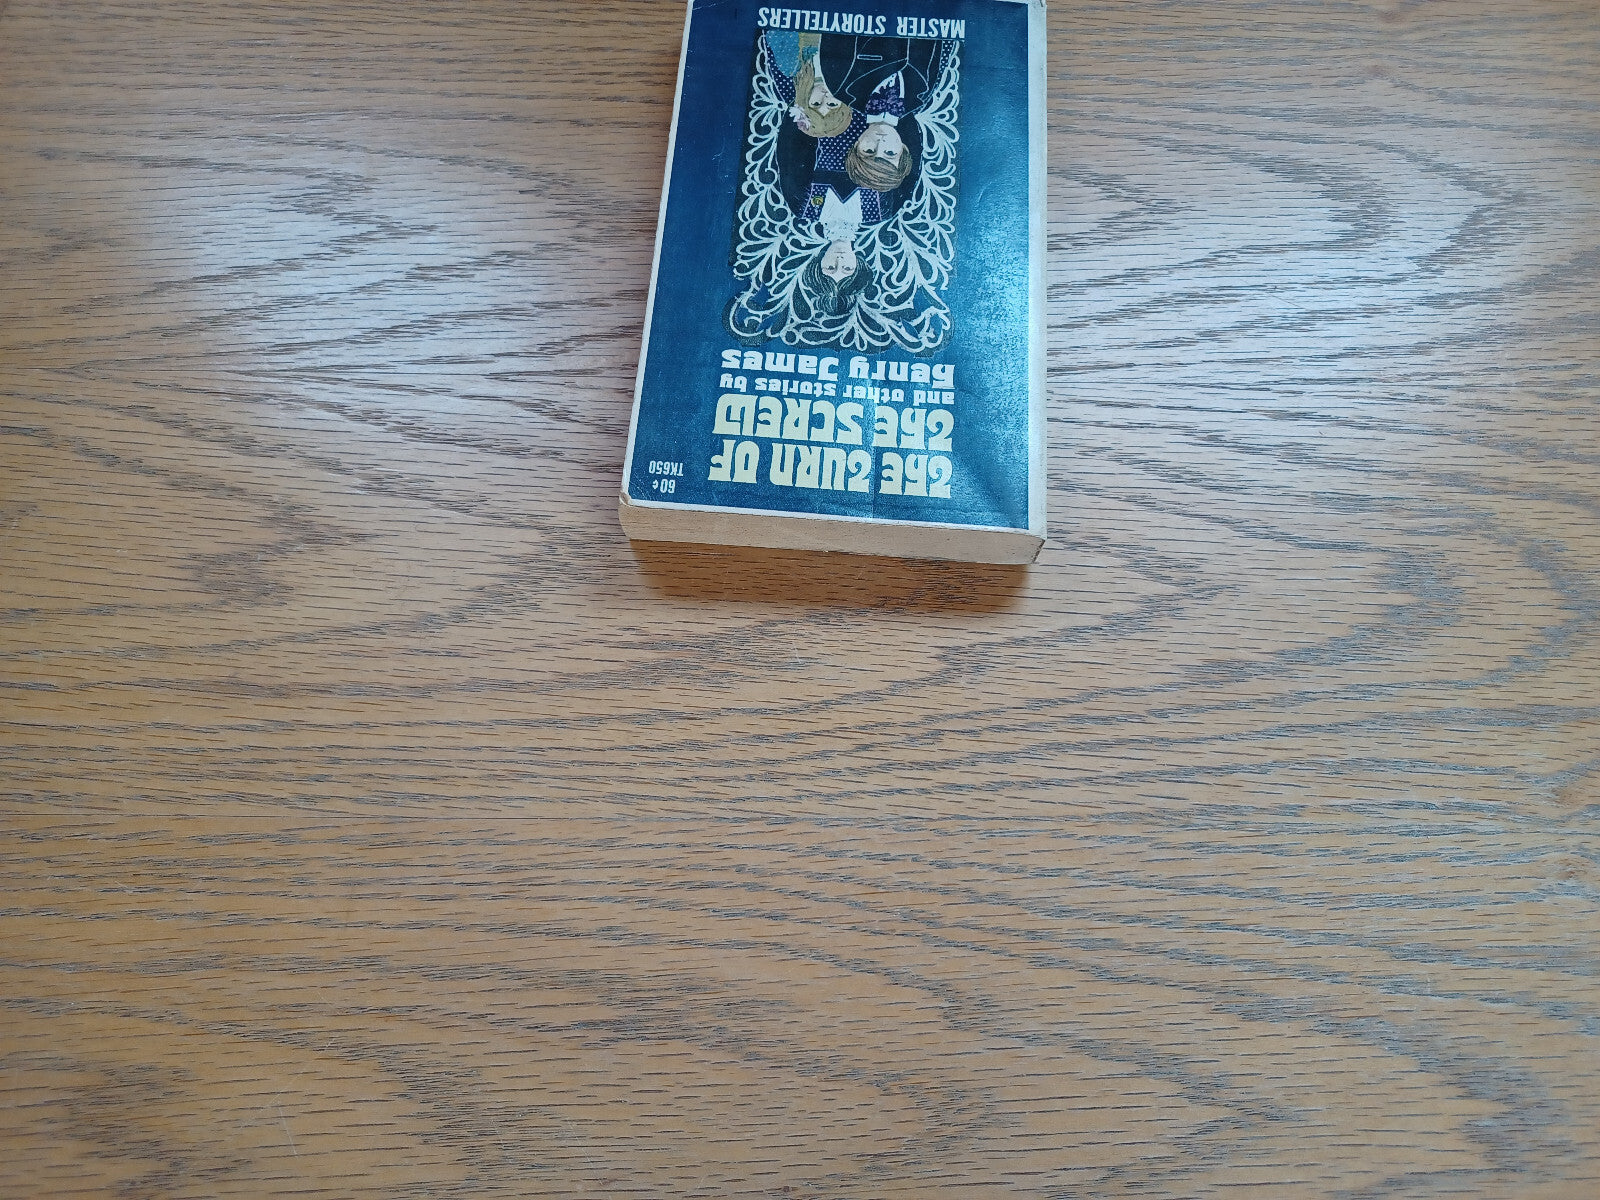 60¢
TK650
The Turn of
The Screw
and other stories by
henry James
MASTER STORYTELLERS